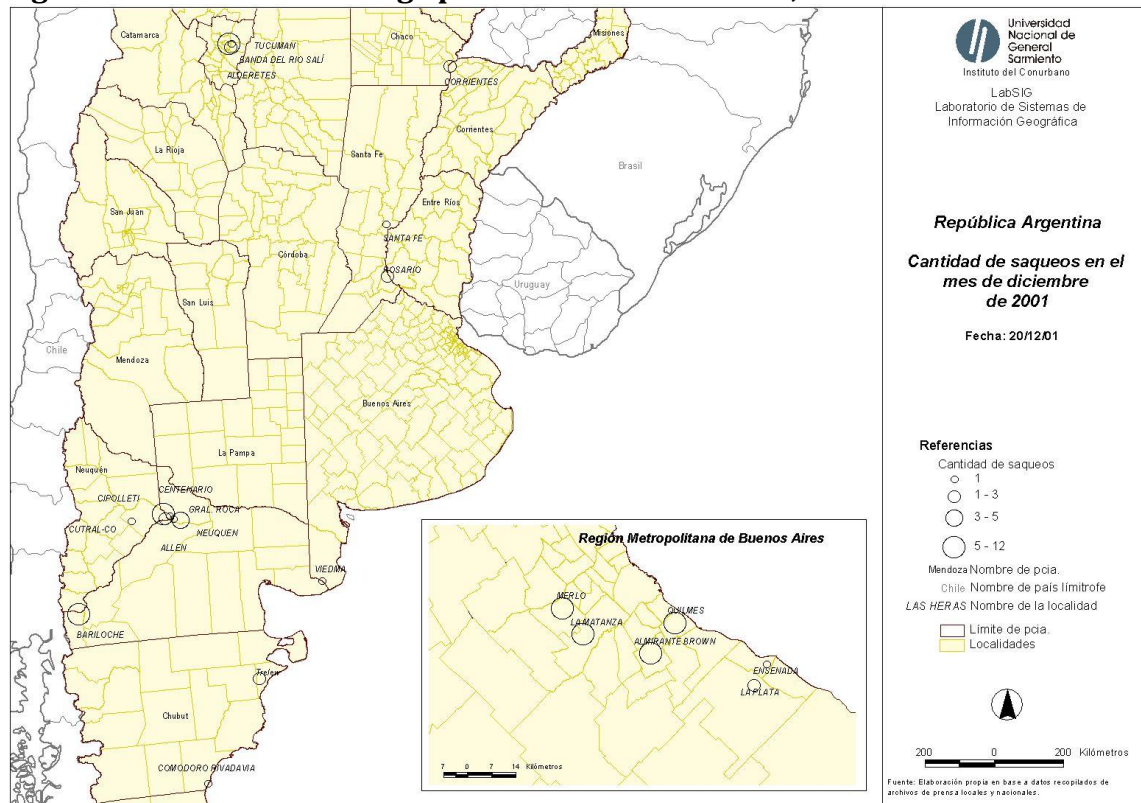 Catamarca
TUCUMAN
BANDA DEL RIO SALÍ
ALDERETES
Chaco
Misiones
CORRIENTES
Corrientes
La Rioja
Santa Fe
Brasil
San Juan
Entre Ríos
SANTA FE
Córdoba
ROSARIO
San Luis
Uruguay
Chile
Mendoza
Buenos Aires
La Pampa
Neuquén
CENTENARIO
CIPOLLETI
GRAL. ROCA
CUTRAL-CO
NEUQUEN
ALLEN
VIEDMA
BARILOCHE
Trelew
Chubut
COMODORO RIVADAVIA
Región Metropolitana de Buenos Aires
MERLO
QUILMES
LA MATANZA
ALMIRANTE BROWN
ENSENADA
LA PLATA
7 0 7 14 Kilómetros
Universidad
Nacional de
General
Sarmiento
Instituto del Conurbano
LabSIG
Laboratorio de Sistemas de
Información Geográfica
República Argentina
Cantidad de saqueos en el
mes de diciembre
de 2001
Fecha: 20/12/01
Referencias
Cantidad de saqueos
1
1 - 3
3 - 5
5 - 12
Mendoza Nombre de pcia.
Chile Nombre de país límitrofe
LAS HERAS Nombre de la localidad
Límite de pcia.
Localidades
200 0 200 Kilómetros
Fuente: Elaboración propia en base a datos recopilados de
archivos de prensa locales y nacionales.